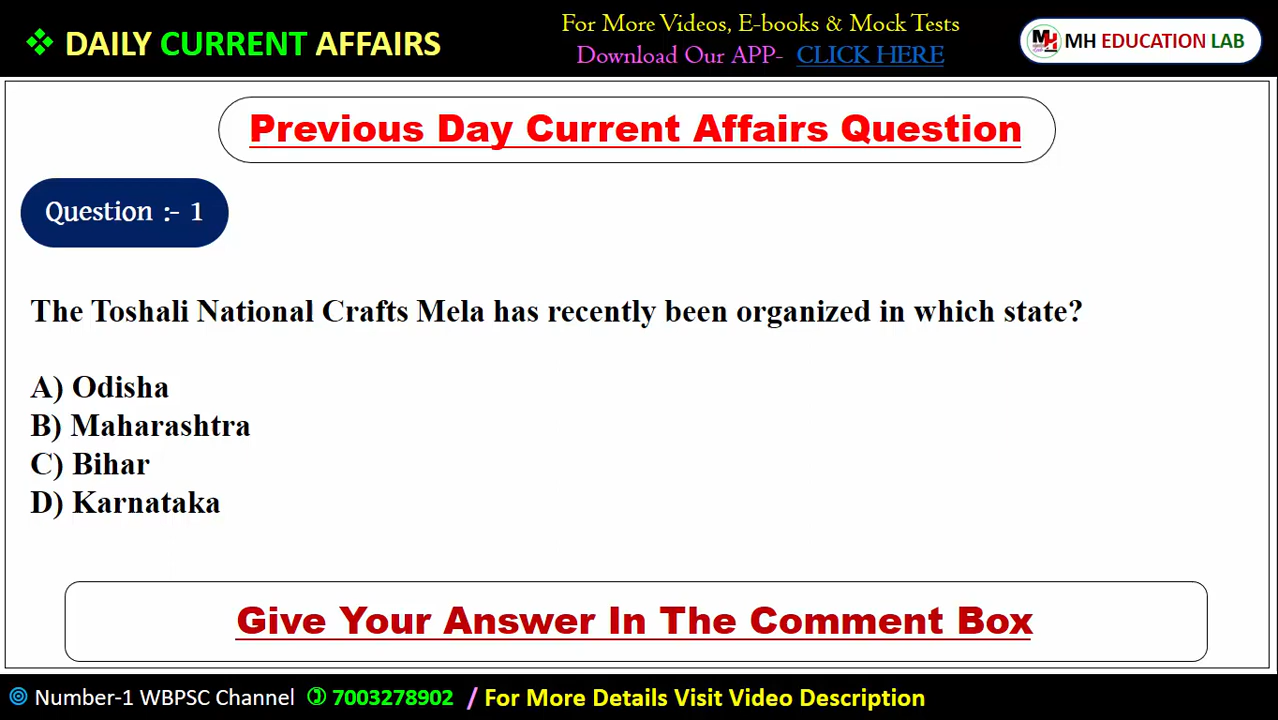 ❖ DAILY CURRENT AFFAIRS
For More Videos, E-books & Mock Tests
Download Our APP- CLICK HERE
MH EDUCATION LAB
Previous Day Current Affairs Question
Question :- 1
The Toshali National Crafts Mela has recently been organized in which state?
A) Odisha
B) Maharashtra
C) Bihar
D) Karnataka
Give Your Answer In The Comment Box
Number-1 WBPSC Channel 7003278902 / For More Details Visit Video Description